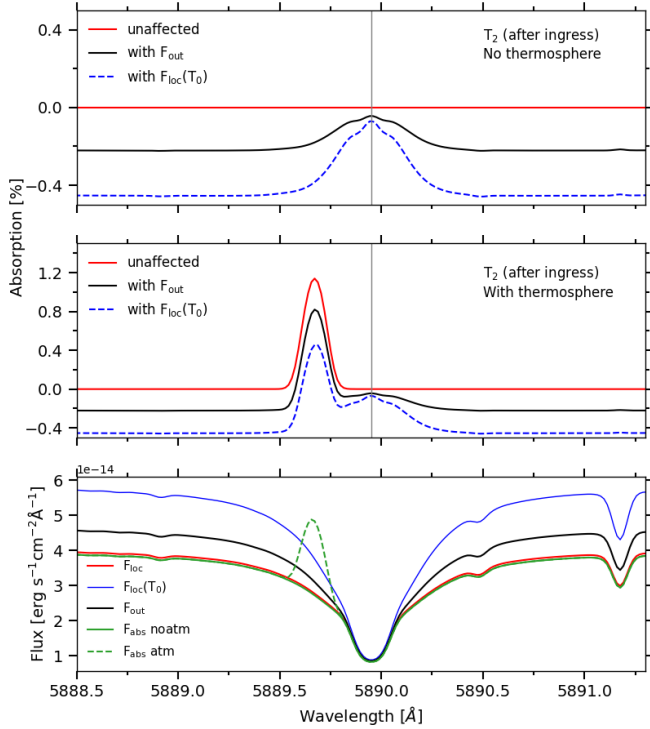 0.4
0.0
−0.4
unaffected
with F_out
with F_loc(T_0)
T_2 (after ingress)
No thermosphere
Absorption [%]
1.2
0.8
0.4
0.0
−0.4
unaffected
with F_out
with F_loc(T_0)
T_2 (after ingress)
With thermosphere
1e−14
6
5
4
3
2
1
Flux [erg s⁻¹cm⁻²Å⁻¹]
F_loc
F_loc(T_0)
F_out
F_abs noatm
F_abs atm
5888.5 5889.0 5889.5 5890.0 5890.5 5891.0
Wavelength [Å]